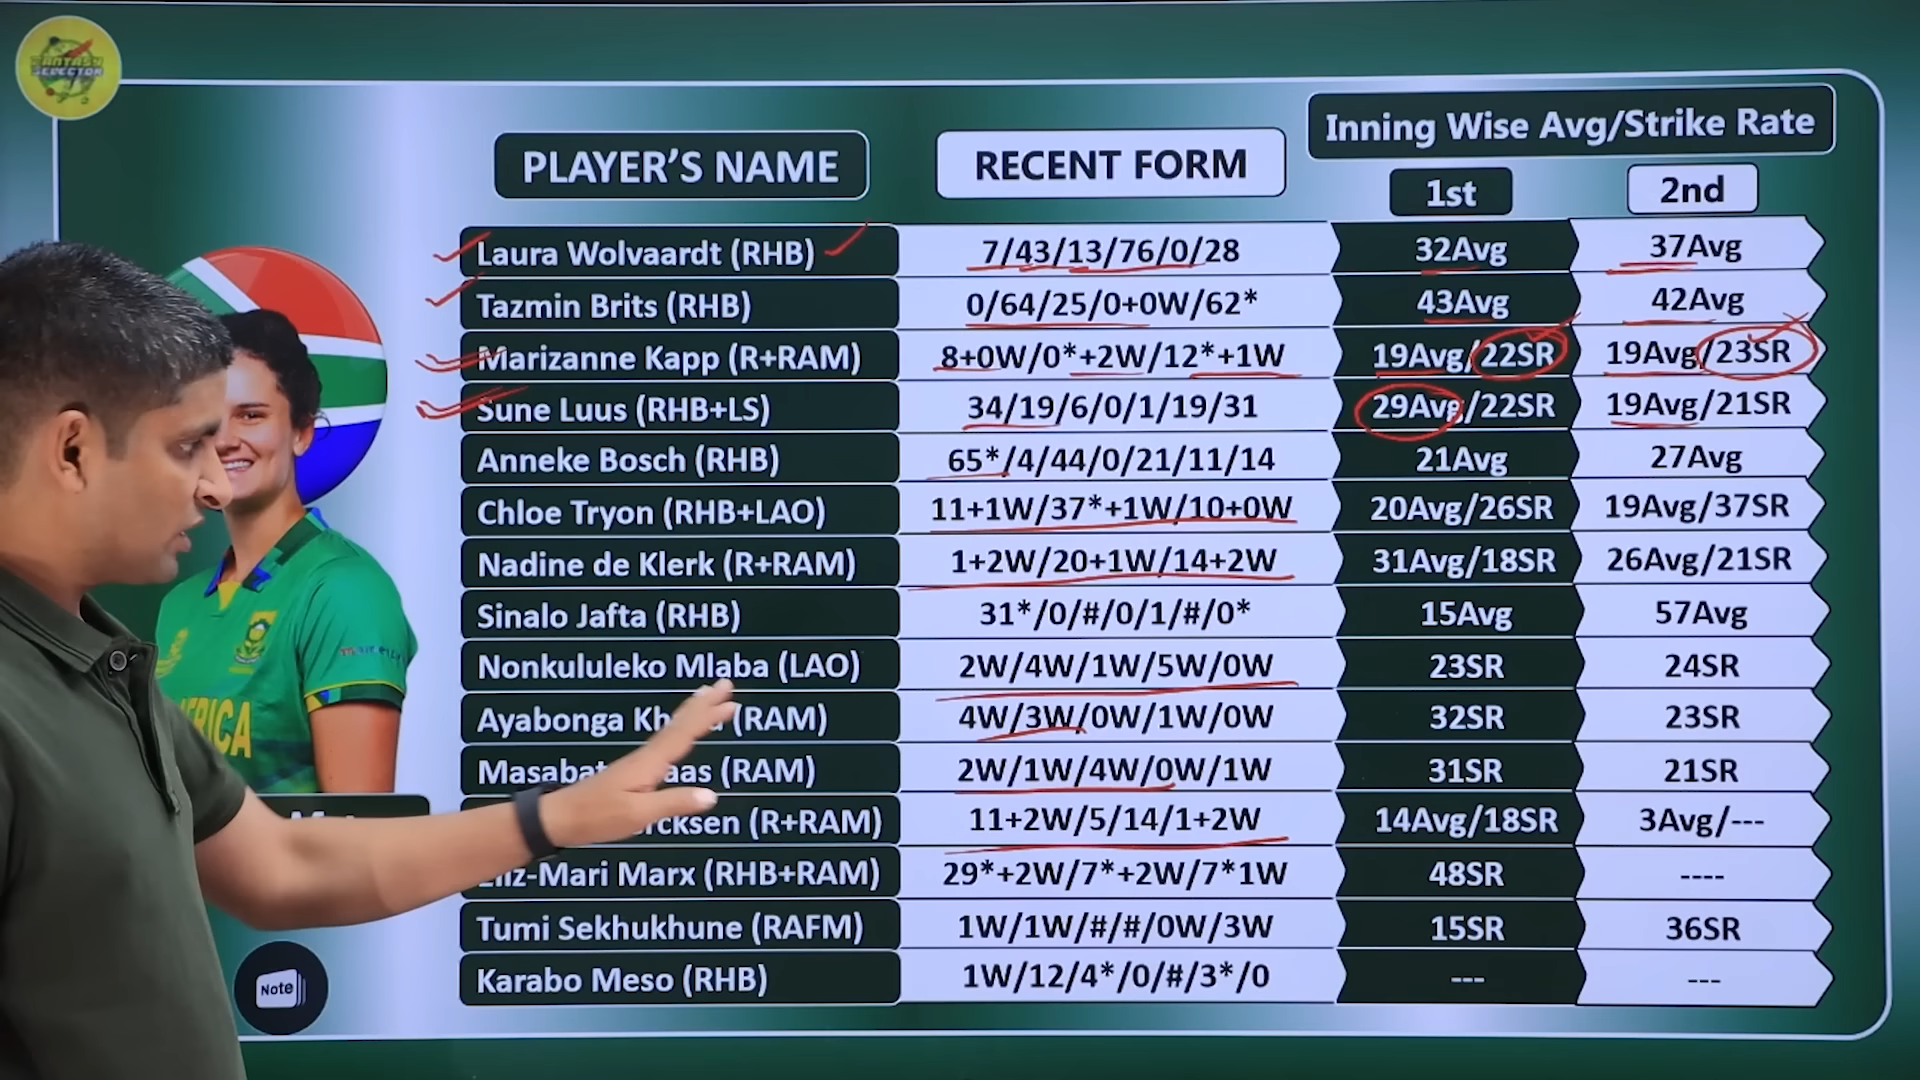 FANTASY
SELECTOR
Inning Wise Avg/Strike Rate
PLAYER'S NAME RECENT FORM 1st 2nd
Laura Wolvaardt (RHB) 7/43/13/76/0/28 32Avg 37Avg
Tazmin Brits (RHB) 0/64/25/0+0W/62* 43Avg 42Avg
Marizanne Kapp (R+RAM) 8+0W/0*+2W/12*+1W 19Avg/22SR 19Avg/23SR
Sune Luus (RHB+LS) 34/19/6/0/1/19/31 29Avg/22SR 19Avg/21SR
Anneke Bosch (RHB) 65*/4/44/0/21/11/14 21Avg 27Avg
Chloe Tryon (RHB+LAO) 11+1W/37*+1W/10+0W 20Avg/26SR 19Avg/37SR
Nadine de Klerk (R+RAM) 1+2W/20+1W/14+2W 31Avg/18SR 26Avg/21SR
Sinalo Jafta (RHB) 31*/0/#/0/1/#/0* 15Avg 57Avg
Nonkululeko Mlaba (LAO) 2W/4W/1W/5W/0W 23SR 24SR
Ayabonga (RAM) 4W/3W/0W/1W/0W 32SR 23SR
(RAM) 2W/1W/4W/0W/1W 31SR 21SR
(R+RAM) 11+2W/5/14/1+2W 14Avg/18SR 3Avg/---
Marx (RHB+RAM) 29*+2W/7*+2W/7*1W 48SR ----
Tumi Sekhukhune (RAFM) 1W/1W/#/#/0W/3W 15SR 36SR
Karabo Meso (RHB) 1W/12/4*/0/#/3*/0 --- ---
Note